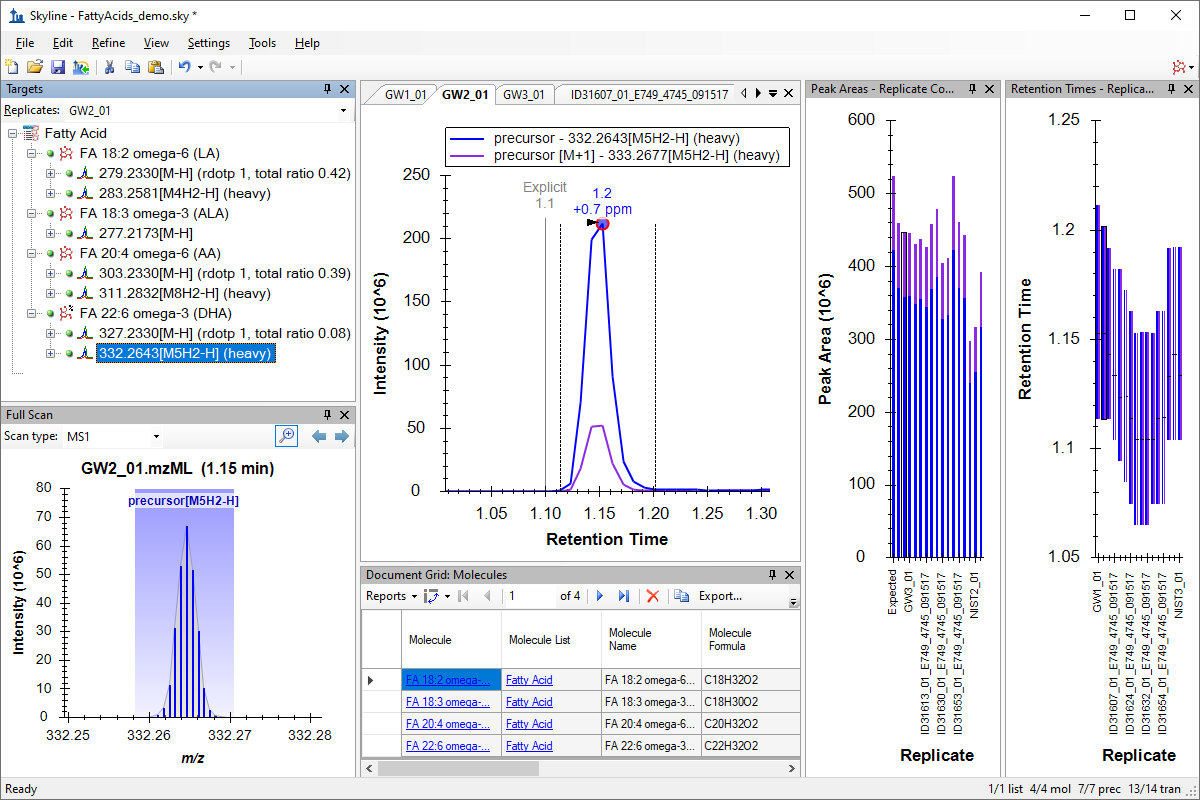 Skyline - FattyAcids_demo.sky *
File Edit Refine View Settings Tools Help
Targets
Replicates: GW2_01
Fatty Acid
FA 18:2 omega-6 (LA)
279.2330[M-H] (rdotp 1, total ratio 0.42)
283.2581[M4H2-H] (heavy)
FA 18:3 omega-3 (ALA)
277.2173[M-H]
FA 20:4 omega-6 (AA)
303.2330[M-H] (rdotp 1, total ratio 0.39)
311.2832[M8H2-H] (heavy)
FA 22:6 omega-3 (DHA)
327.2330[M-H] (rdotp 1, total ratio 0.08)
332.2643[M5H2-H] (heavy)
Full Scan
Scan type: MS1
GW2_01.mzML (1.15 min)
precursor[M5H2-H]
80
70
60
50
40
30
20
10
0
Intensity (10^6)
332.25 332.26 332.27 332.28
m/z
GW1_01 GW2_01 GW3_01 ID31607_01_E749_4745_091517
precursor - 332.2643[M5H2-H] (heavy)
precursor [M+1] - 333.2677[M5H2-H] (heavy)
Explicit
1.1
1.2
+0.7 ppm
250
200
150
100
50
0
Intensity (10^6)
1.05 1.10 1.15 1.20 1.25 1.30
Retention Time
Document Grid: Molecules
Reports 1 of 4 Export...
Molecule Molecule List Molecule Name Molecule Formula
FA 18:2 omega-... Fatty Acid FA 18:2 omega-6... C18H32O2
FA 18:3 omega-... Fatty Acid FA 18:3 omega-3... C18H30O2
FA 20:4 omega-... Fatty Acid FA 20:4 omega-6... C20H32O2
FA 22:6 omega-... Fatty Acid FA 22:6 omega-3... C22H32O2
Peak Areas - Replicate Co...
600
500
400
300
200
100
0
Peak Area (10^6)
Expected
GW3_01
ID31613_01_E749_4745_091517
ID31630_01_E749_4745_091517
ID31653_01_E749_4745_091517
NIST2_01
Replicate
Retention Times - Replica...
1.25
1.2
1.15
1.1
1.05
Retention Time
GW1_01
ID31607_01_E749_4745_091517
ID31624_01_E749_4745_091517
ID31632_01_E749_4745_091517
ID31654_01_E749_4745_091517
NIST3_01
Replicate
Ready
1/1 list 4/4 mol 7/7 prec 13/14 tran